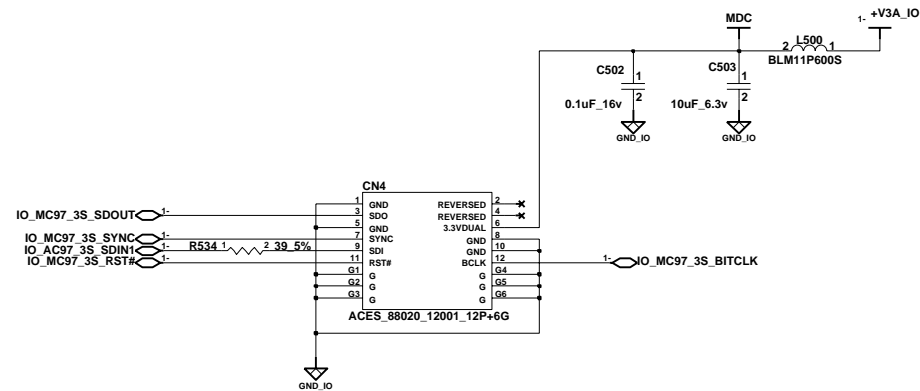 MDC
1- +V3A_IO
L500
2 1
BLM11P600S
C502
1
2
0.1uF_16v
GND_IO
C503
1
2
10uF_6.3v
GND_IO
CN4
1 GND REVERSED 2
IO_MC97_3S_SDOUT 1- 3 SDO REVERSED 4
5 GND 3.3VDUAL 6
IO_MC97_3S_SYNC 1- 7 SYNC GND 8
IO_AC97_3S_SDIN1 1- R534 1 2 39_5% 9 SDI GND 10
IO_MC97_3S_RST# 1- 11 RST# BCLK 12 1- IO_MC97_3S_BITCLK
G1 G G G4
G2 G G G5
G3 G G G6
ACES_88020_12001_12P+6G
GND_IO